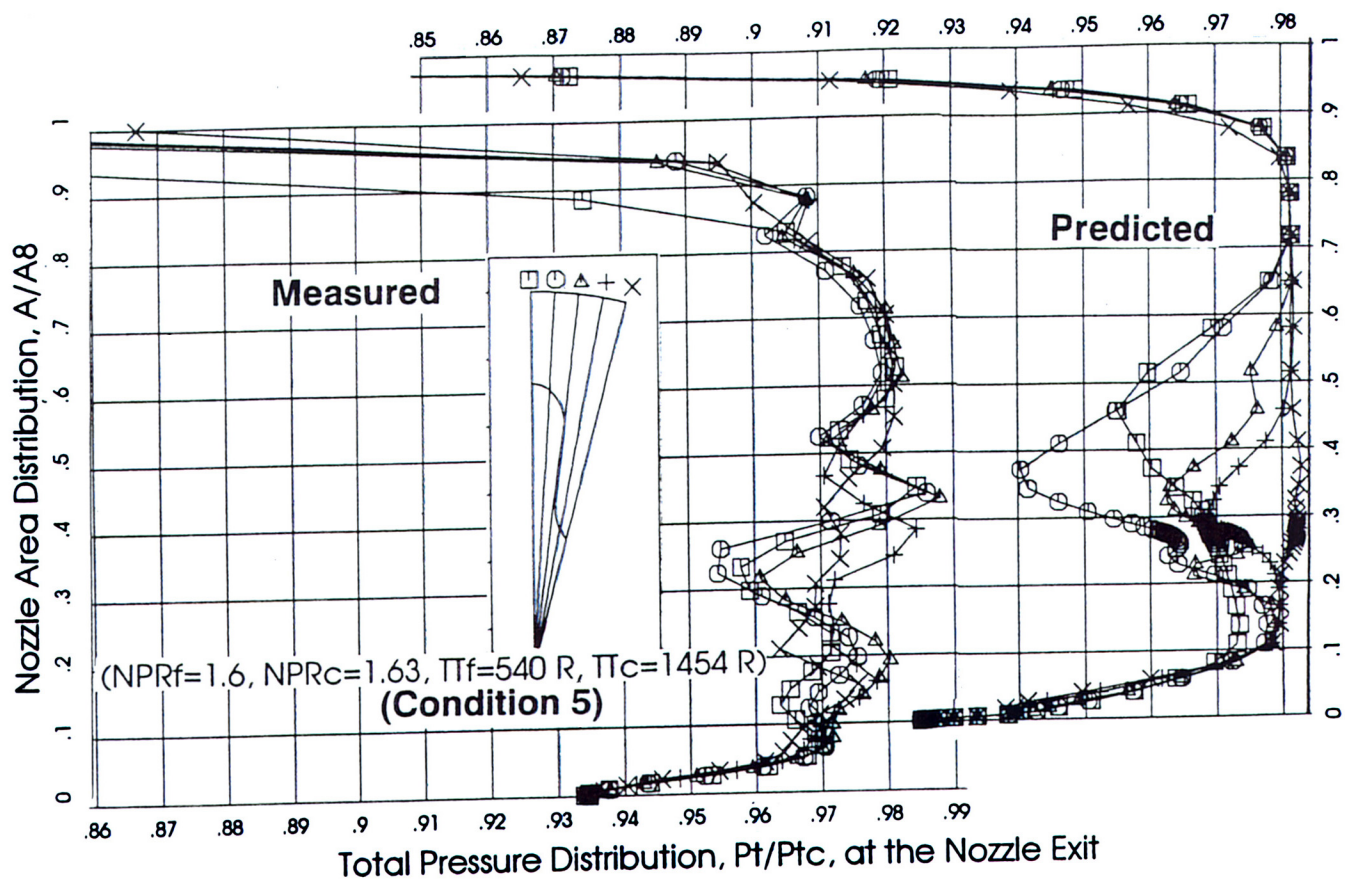 .85 .86 .87 .88 .89 .9 .91 .92 .93 .94 .95 .96 .97 .98
1 .9 .8 .7 .6 .5 .4 .3 .2 .1 0
Predicted
Measured
1 .9 .8 .7 .6 .5 .4 .3 .2 .1 0
Nozzle Area Distribution, A/A8
(NPRf=1.6, NPRc=1.63, TTf=540 R, TTc=1454 R)
(Condition 5)
.86 .87 .88 .89 .9 .91 .92 .93 .94 .95 .96 .97 .99
Total Pressure Distribution, Pt/Ptc, at the Nozzle Exit